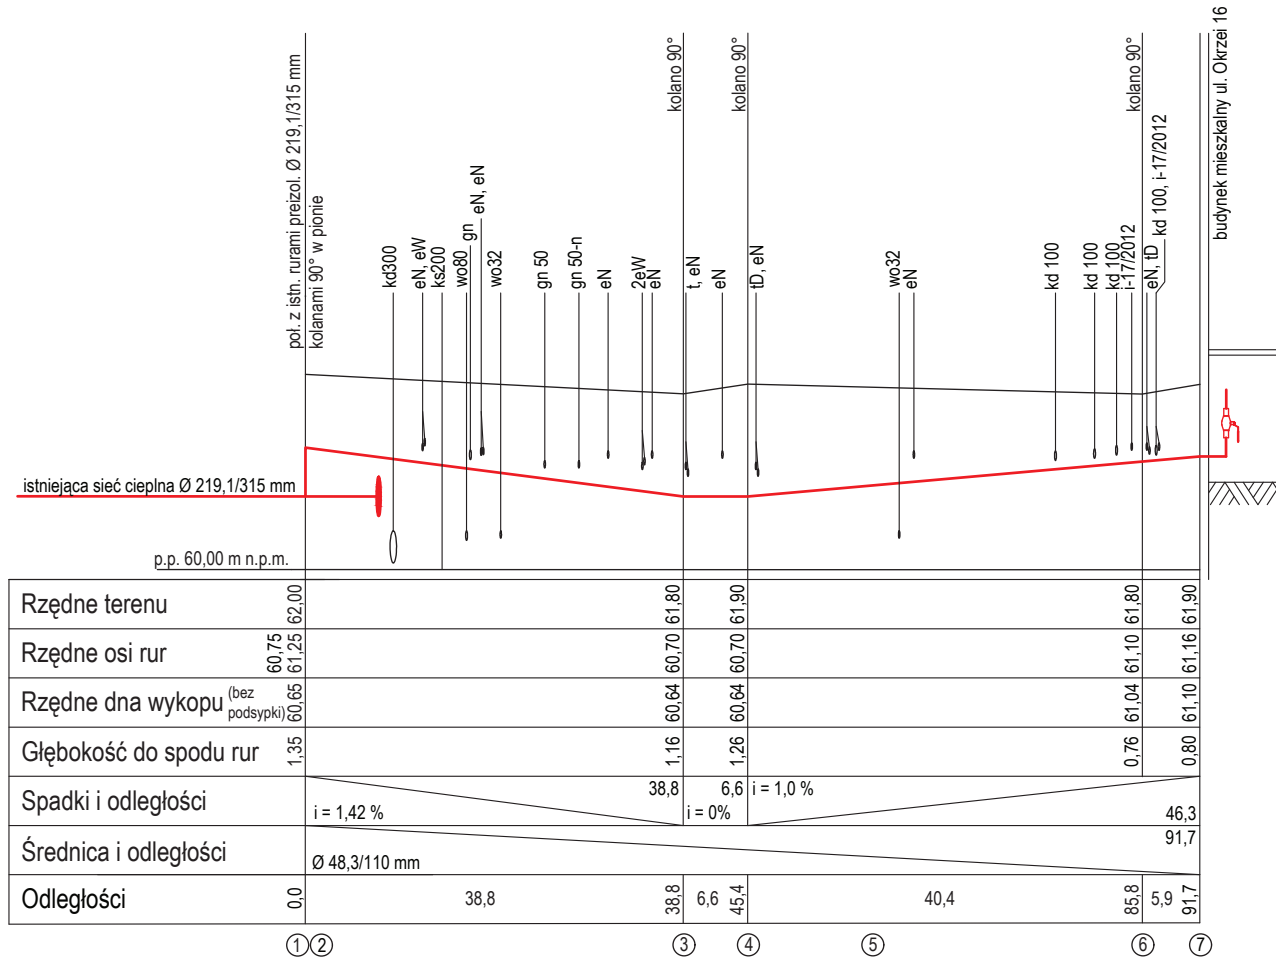 poł. z istn. rurami preizol. Ø 219,1/315 mm
kolanami 90° w pionie
kolano 90°
kolano 90°
kolano 90°
budynek mieszkalny ul. Okrzei 16
kd300
eN, eW
ks200
wo80
gn
eN, eN
wo32
gn 50
gn 50-n
eN
2eW
eN
t, eN
eN
tD, eN
wo32
eN
kd 100
kd 100
kd 100
i-17/2012
eN, tD
kd 100, i-17/2012
istniejąca sieć cieplna Ø 219,1/315 mm
p.p. 60,00 m n.p.m.
Rzędne terenu 62,00 61,80 61,90 61,80 61,90
Rzędne osi rur 60,75 61,25 60,70 60,70 61,10 61,16
Rzędne dna wykopu (bez podsypki) 60,65 60,64 60,64 61,04 61,10
Głębokość do spodu rur 1,35 1,16 1,26 0,76 0,80
Spadki i odległości i = 1,42 % 38,8 i = 0% 6,6 i = 1,0 % 46,3
Średnica i odległości Ø 48,3/110 mm 91,7
Odległości 0,0 38,8 38,8 6,6 45,4 40,4 85,8 5,9 91,7
1 2 3 4 5 6 7